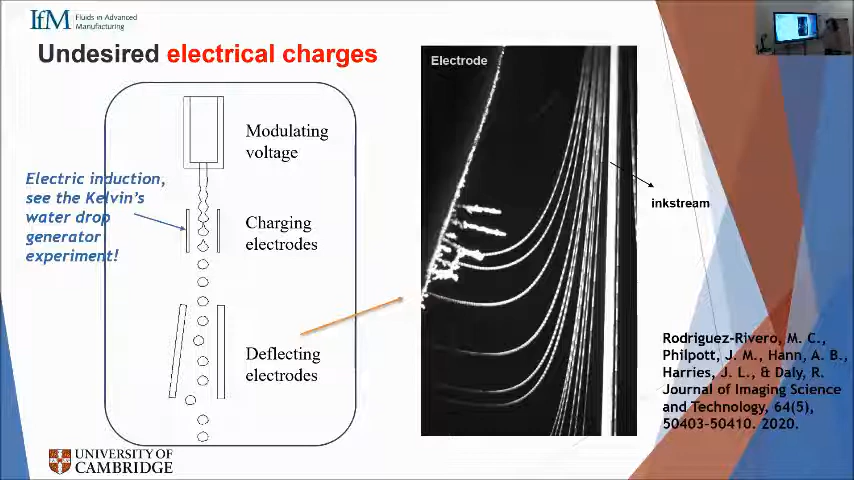 IfM Fluids in Advanced
Manufacturing
Undesired electrical charges
Modulating
voltage
Electric induction,
see the Kelvin's
water drop
generator
experiment!
Charging
electrodes
Deflecting
electrodes
Electrode
inkstream
Rodriguez-Rivero, M. C.,
Philpott, J. M., Hann, A. B.,
Harries, J. L., & Daly, R.
Journal of Imaging Science
and Technology, 64(5),
50403-50410. 2020.
UNIVERSITY OF
CAMBRIDGE